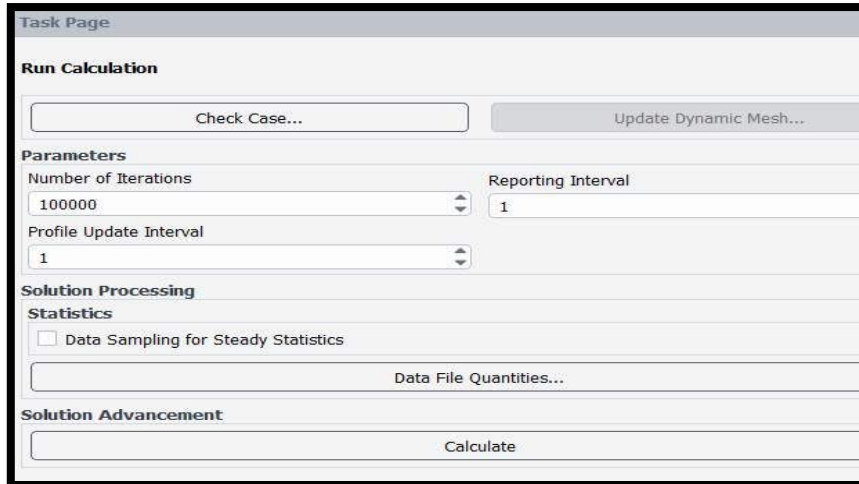 Task Page
Run Calculation
Check Case... Update Dynamic Mesh...
Parameters
Number of Iterations Reporting Interval
100000 1
Profile Update Interval
1
Solution Processing
Statistics
Data Sampling for Steady Statistics
Data File Quantities...
Solution Advancement
Calculate